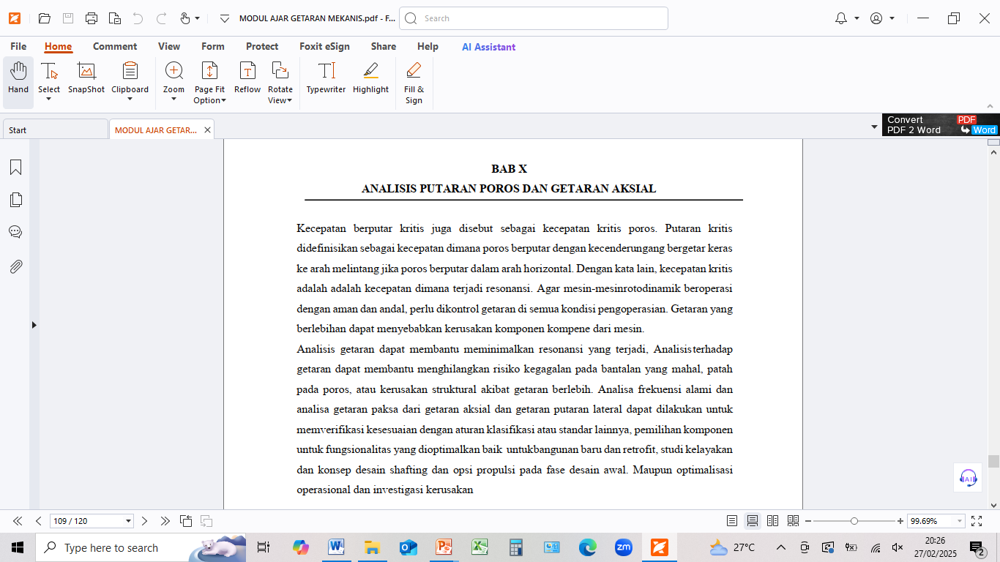 MODUL AJAR GETARAN MEKANIS.pdf - F...
Search
File Home Comment View Form Protect Foxit eSign Share Help AI Assistant
Hand Select SnapShot Clipboard Zoom Page Fit Option Reflow Rotate View Typewriter Highlight Fill & Sign
Start
MODUL AJAR GETAR...
Convert PDF
PDF 2 Word Word
BAB X
ANALISIS PUTARAN POROS DAN GETARAN AKSIAL
Kecepatan berputar kritis juga disebut sebagai kecepatan kritis poros. Putaran kritis
didefinisikan sebagai kecepatan dimana poros berputar dengan kecenderungang bergetar keras
ke arah melintang jika poros berputar dalam arah horizontal. Dengan kata lain, kecepatan kritis
adalah adalah kecepatan dimana terjadi resonansi. Agar mesin-mesinrotodinamik beroperasi
dengan aman dan andal, perlu dikontrol getaran di semua kondisi pengoperasian. Getaran yang
berlebihan dapat menyebabkan kerusakan komponen kompene dari mesin.
Analisis getaran dapat membantu meminimalkan resonansi yang terjadi, Analisisterhadap
getaran dapat membantu menghilangkan risiko kegagalan pada bantalan yang mahal, patah
pada poros, atau kerusakan struktural akibat getaran berlebih. Analisa frekuensi alami dan
analisa getaran paksa dari getaran aksial dan getaran putaran lateral dapat dilakukan untuk
memverifikasi kesesuaian dengan aturan klasifikasi atau standar lainnya, pemilihan komponen
untuk fungsionalitas yang dioptimalkan baik untukbangunan baru dan retrofit, studi kelayakan
dan konsep desain shafting dan opsi propulsi pada fase desain awal. Maupun optimalisasi
operasional dan investigasi kerusakan
AI
109 / 120
99.69%
Type here to search
zm
27°C
20:26
27/02/2025
2